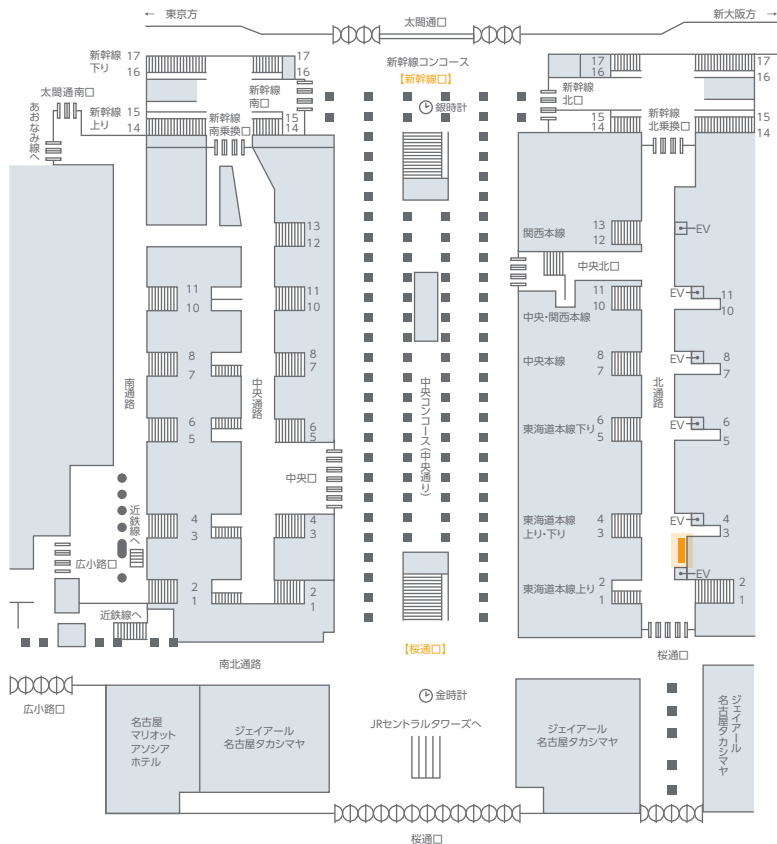 ← 東京方
太閤通口
新大阪方 →
新幹線
下り
17
16
17
16
新幹線コンコース
【新幹線口】
17
16
17
16
太閤通南口
新幹線
南口
新幹線
北口
あおなみ線へ
新幹線
上り
15
14
新幹線
南乗換口
15
14
銀時計
15
14
新幹線
北乗換口
15
14
13
12
関西本線
13
12
EV
中央北口
11
10
11
10
中央・関西本線
11
10
EV
11
10
南通路
中央通路
中央コンコース(中央通り)
北通路
8
7
8
7
中央本線
8
7
EV
8
7
6
5
6
5
東海道本線下り
6
5
EV
6
5
中央口
近鉄線へ
4
3
4
3
東海道本線
上り・下り
4
3
EV
4
3
広小路口
2
1
2
1
東海道本線上り
2
1
EV
2
1
近鉄線へ
【桜通口】
桜通口
南北通路
広小路口
金時計
JRセントラルタワーズへ
名古屋
マリオット
アソシア
ホテル
ジェイアール
名古屋タカシマヤ
ジェイアール
名古屋タカシマヤ
ジェイアール
名古屋タカシマヤ
桜通口